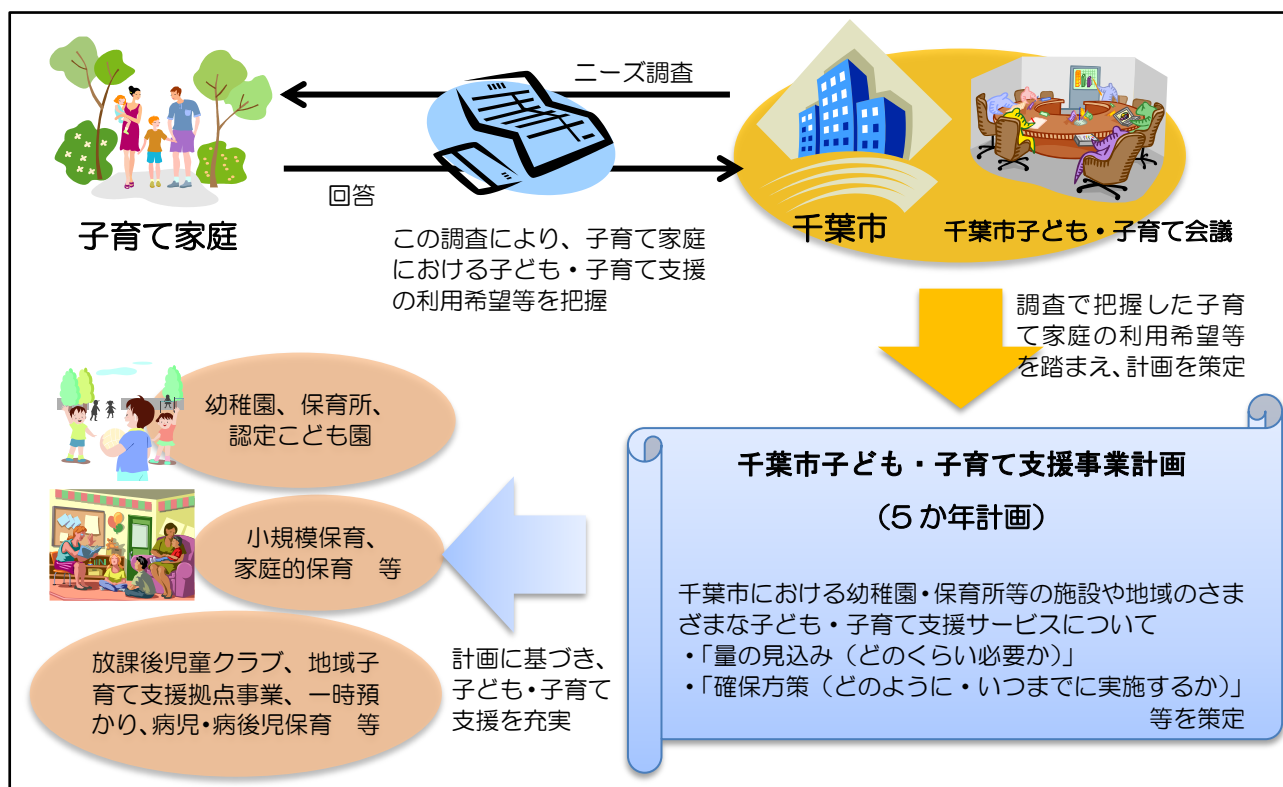 ニーズ調査
回答
子育て家庭
この調査により、子育て家庭
における子ども・子育て支援
の利用希望等を把握
千葉市
千葉市子ども・子育て会議
調査で把握した子育
て家庭の利用希望等
を踏まえ、計画を策定
千葉市子ども・子育て支援事業計画
（5か年計画）
千葉市における幼稚園・保育所等の施設や地域のさま
ざまな子ども・子育て支援サービスについて
・「量の見込み（どのくらい必要か）」
・「確保方策（どのように・いつまでに実施するか）」
等を策定
計画に基づき、
子ども・子育て
支援を充実
幼稚園、保育所、
認定こども園
小規模保育、
家庭的保育　等
放課後児童クラブ、地域子
育て支援拠点事業、一時預
かり、病児・病後児保育　等